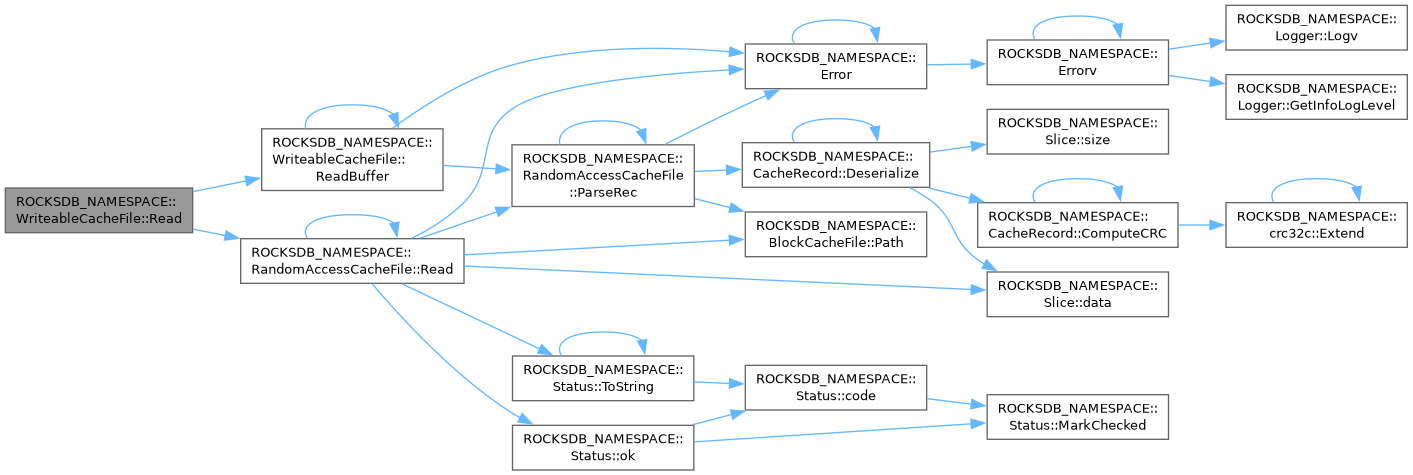 ROCKSDB_NAMESPACE::
WriteableCacheFile::Read
ROCKSDB_NAMESPACE::
WriteableCacheFile::
ReadBuffer
ROCKSDB_NAMESPACE::
RandomAccessCacheFile::Read
ROCKSDB_NAMESPACE::
RandomAccessCacheFile
::ParseRec
ROCKSDB_NAMESPACE::
Status::ToString
ROCKSDB_NAMESPACE::
Status::ok
ROCKSDB_NAMESPACE::
Error
ROCKSDB_NAMESPACE::
CacheRecord::Deserialize
ROCKSDB_NAMESPACE::
BlockCacheFile::Path
ROCKSDB_NAMESPACE::
Status::code
ROCKSDB_NAMESPACE::
Errorv
ROCKSDB_NAMESPACE::
Slice::size
ROCKSDB_NAMESPACE::
CacheRecord::ComputeCRC
ROCKSDB_NAMESPACE::
Slice::data
ROCKSDB_NAMESPACE::
Status::MarkChecked
ROCKSDB_NAMESPACE::
Logger::Logv
ROCKSDB_NAMESPACE::
Logger::GetInfoLogLevel
ROCKSDB_NAMESPACE::
crc32c::Extend